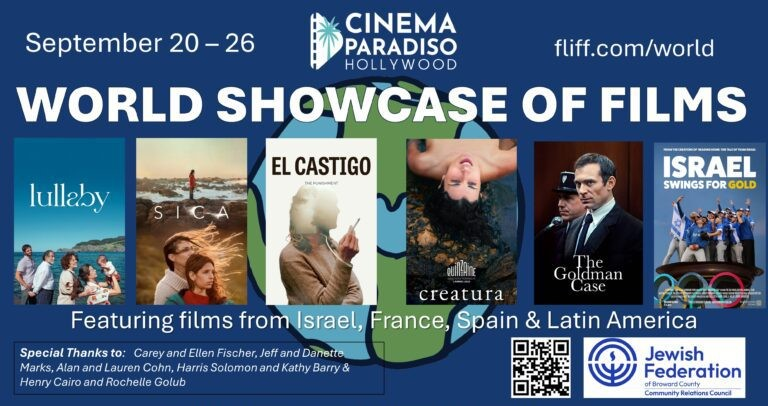 September 20 – 26
CINEMA
PARADISO
HOLLYWOOD
fliff.com/world
WORLD SHOWCASE OF FILMS
lullaby
SICA
EL CASTIGO
THE PUNISHMENT
QUINZAINE
creatura
The
Goldman
Case
ISRAEL
SWINGS FOR GOLD
Featuring films from Israel, France, Spain & Latin America
Special Thanks to: Carey and Ellen Fischer, Jeff and Danette
Marks, Alan and Lauren Cohn, Harris Solomon and Kathy Barry &
Henry Cairo and Rochelle Golub
Jewish
Federation
of Broward County
Community Relations Council